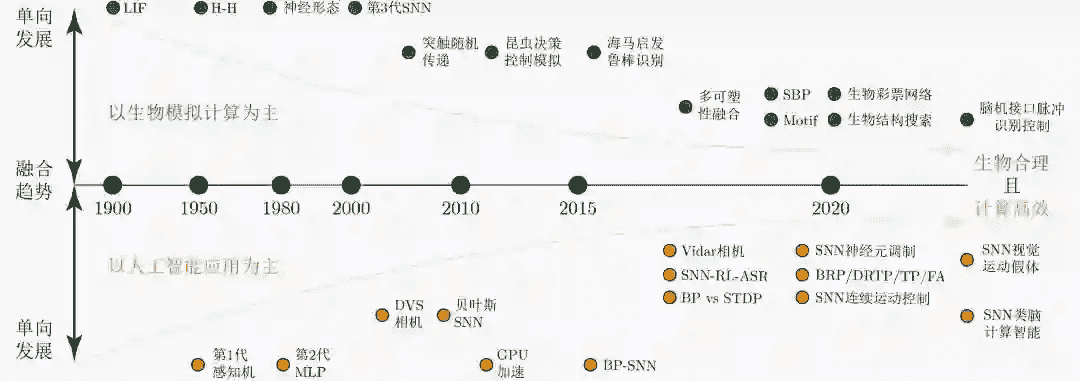 单向
发展
LIF
H-H
神经形态
第3代SNN
突触随机
传递
昆虫决策
控制模拟
海马启发
鲁棒识别
以生物模拟计算为主
多可塑
性融合
SBP
生物彩票网络
Motif
生物结构搜索
脑机接口脉冲
识别控制
融合
趋势
生物合理
且
计算高效
1900
1950
1980
2000
2010
2015
2020
以人工智能应用为主
Vidar相机
SNN神经元调制
SNN-RL-ASR
BRP/DRTP/TP/FA
BP vs STDP
SNN连续运动控制
SNN视觉
运动假体
DVS
相机
贝叶斯
SNN
SNN类脑
计算智能
单向
发展
第1代
感知机
第2代
MLP
GPU
加速
BP-SNN